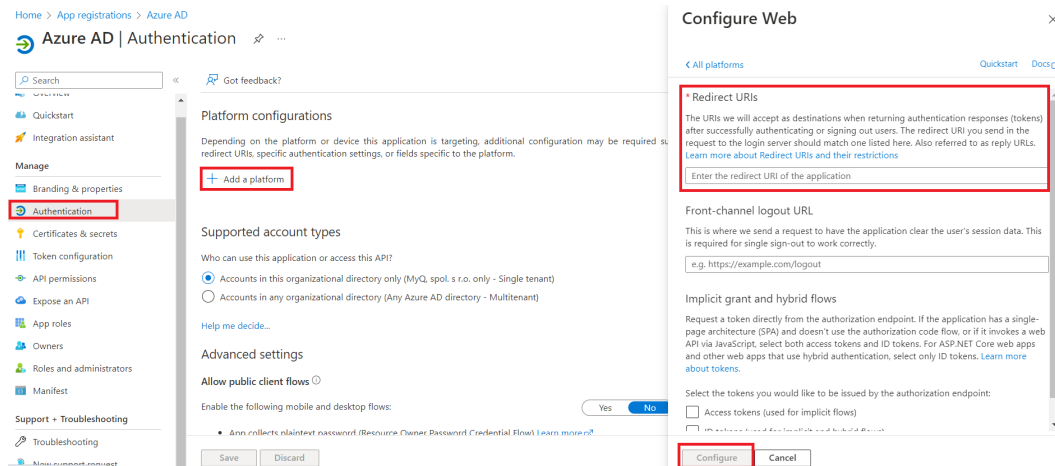 Home > App registrations > Azure AD
Azure AD | Authentication
Search
«
Overview
Quickstart
Integration assistant
Manage
Branding & properties
Authentication
Certificates & secrets
Token configuration
API permissions
Expose an API
App roles
Owners
Roles and administrators
Manifest
Support + Troubleshooting
Troubleshooting
New support request
Got feedback?
Platform configurations
Depending on the platform or device this application is targeting, additional configuration may be required su
redirect URIs, specific authentication settings, or fields specific to the platform.
+ Add a platform
Supported account types
Who can use this application or access this API?
Accounts in this organizational directory only (MyQ, spol. s r.o. only - Single tenant)
Accounts in any organizational directory (Any Azure AD directory - Multitenant)
Help me decide...
Advanced settings
Allow public client flows
Enable the following mobile and desktop flows:
Yes No
• App collects plaintext password (Resource Owner Password Credential Flow) Learn more
Save Discard
Configure Web
All platforms
Quickstart Docs
* Redirect URIs
The URIs we will accept as destinations when returning authentication responses (tokens)
after successfully authenticating or signing out users. The redirect URI you send in the
request to the login server should match one listed here. Also referred to as reply URLs.
Learn more about Redirect URIs and their restrictions
Enter the redirect URI of the application
Front-channel logout URL
This is where we send a request to have the application clear the user's session data. This
is required for single sign-out to work correctly.
e.g. https://example.com/logout
Implicit grant and hybrid flows
Request a token directly from the authorization endpoint. If the application has a single-
page architecture (SPA) and doesn't use the authorization code flow, or if it invokes a web
API via JavaScript, select both access tokens and ID tokens. For ASP.NET Core web apps
and other web apps that use hybrid authentication, select only ID tokens. Learn more
about tokens.
Select the tokens you would like to be issued by the authorization endpoint:
Access tokens (used for implicit flows)
ID tokens (used for implicit and hybrid flows)
Configure Cancel